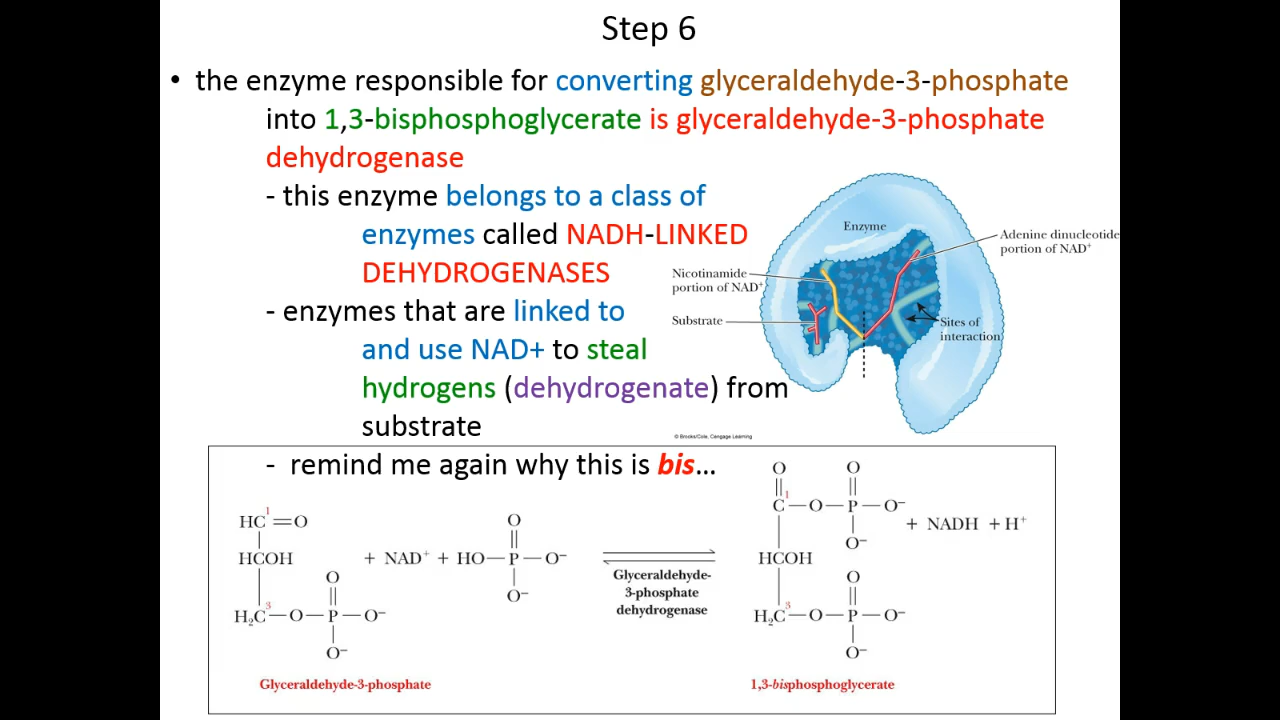 Step 6
• the enzyme responsible for converting glyceraldehyde-3-phosphate
into 1,3-bisphosphoglycerate is glyceraldehyde-3-phosphate
dehydrogenase
- this enzyme belongs to a class of
enzymes called NADH-LINKED
DEHYDROGENASES
- enzymes that are linked to
and use NAD+ to steal
hydrogens (dehydrogenate) from
substrate
- remind me again why this is bis...
Enzyme
Adenine dinucleotide
portion of NAD⁺
Nicotinamide
portion of NAD⁺
Substrate
Sites of
interaction
© Brooks/Cole, Cengage Learning
HC¹=O
HCOH
H₂C³—O—P—O⁻
O
O⁻
+ NAD⁺ + HO—P—O⁻
O
O⁻
Glyceraldehyde-
3-phosphate
dehydrogenase
O O
C¹—O—P—O⁻
O⁻
HCOH
O
H₂C³—O—P—O⁻
O⁻
+ NADH + H⁺
Glyceraldehyde-3-phosphate
1,3-bisphosphoglycerate